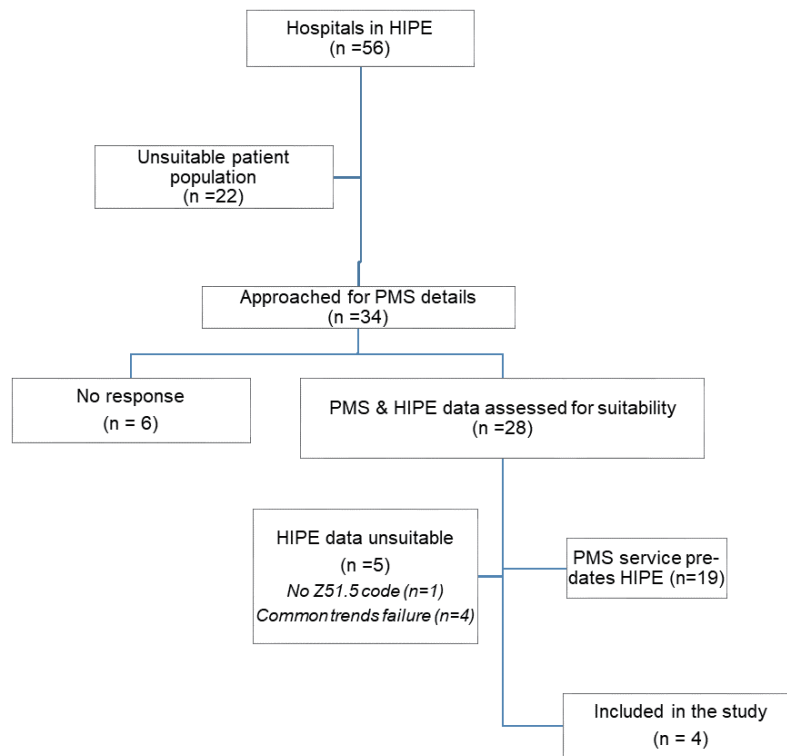 Hospitals in HIPE
(n =56)
Unsuitable patient
population
(n =22)
Approached for PMS details
(n =34)
No response
(n = 6)
PMS & HIPE data assessed for suitability
(n =28)
HIPE data unsuitable
(n =5)
No Z51.5 code (n=1)
Common trends failure (n=4)
PMS service pre-
dates HIPE (n=19)
Included in the study
(n = 4)